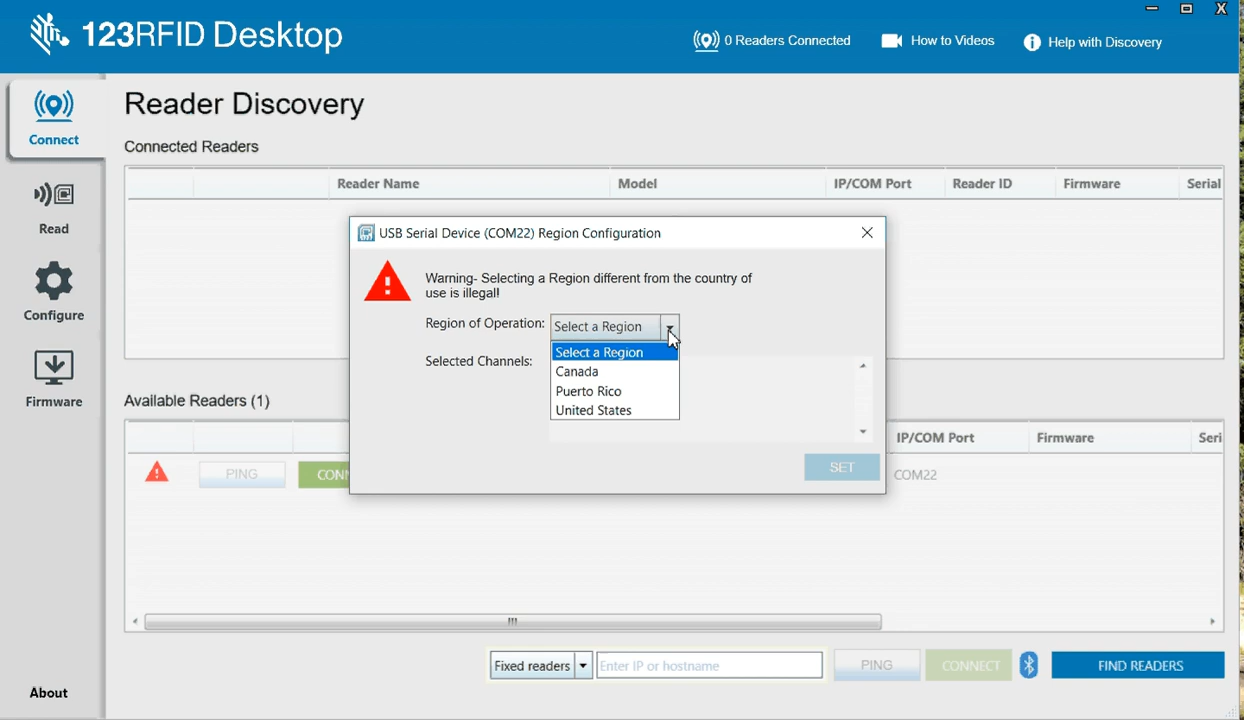 123RFID Desktop
0 Readers Connected
How to Videos
Help with Discovery
Connect
Read
Configure
Firmware
About
Reader Discovery
Connected Readers
Reader Name Model IP/COM Port Reader ID Firmware Serial
USB Serial Device (COM22) Region Configuration
Warning- Selecting a Region different from the country of
use is illegal!
Region of Operation: Select a Region
Select a Region
Canada
Puerto Rico
United States
Selected Channels:
SET
Available Readers (1)
IP/COM Port Firmware Seri
PING CONN COM22
Fixed readers Enter IP or hostname PING CONNECT FIND READERS